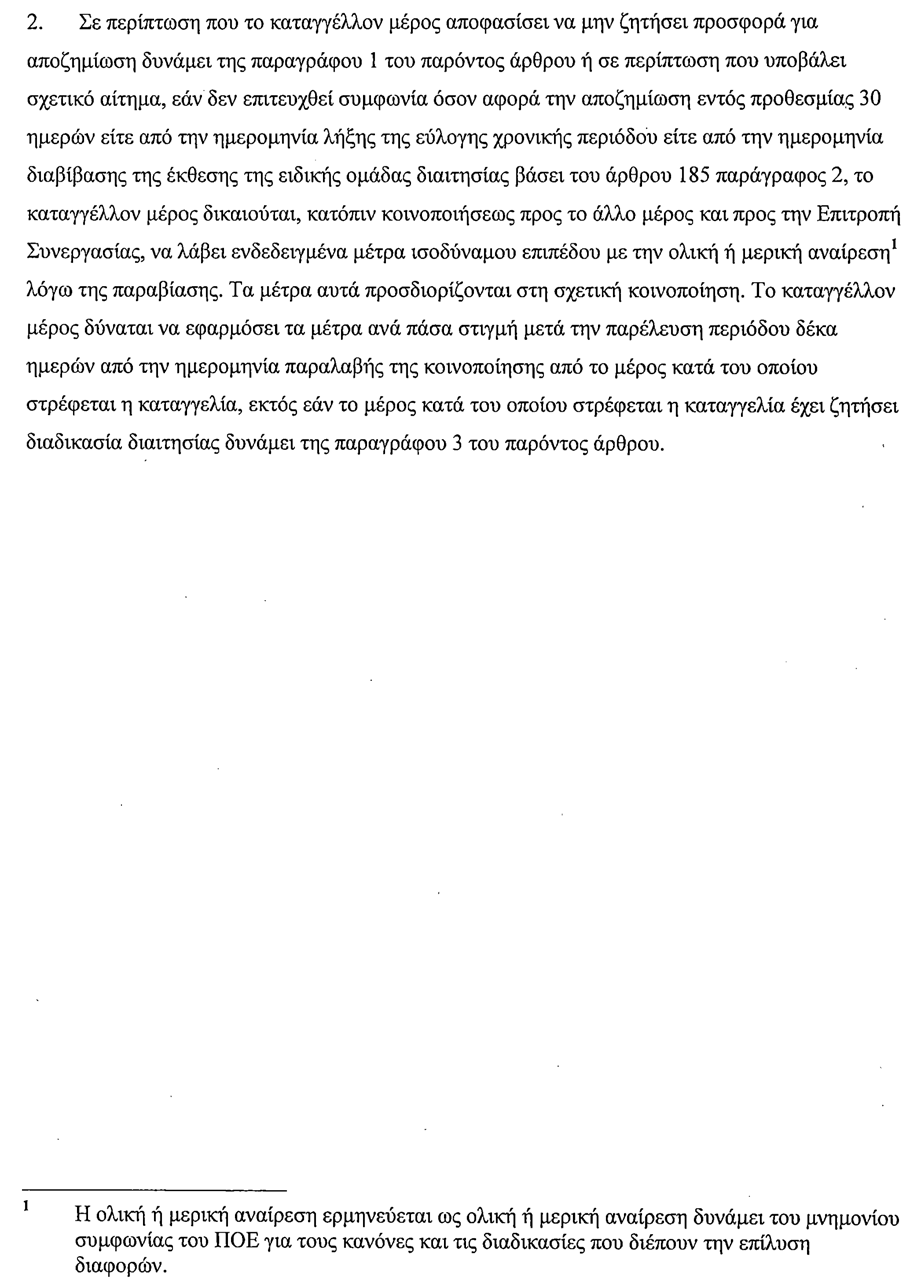 2. Σε περίπτωση που το καταγγέλλον μέρος αποφασίσει να μην ζητήσει προσφορά για
αποζημίωση δυνάμει της παραγράφου 1 του παρόντος άρθρου ή σε περίπτωση που υποβάλει
σχετικό αίτημα, εάν δεν επιτευχθεί συμφωνία όσον αφορά την αποζημίωση εντός προθεσμίας 30
ημερών είτε από την ημερομηνία λήξης της εύλογης χρονικής περιόδου είτε από την ημερομηνία
διαβίβασης της έκθεσης της ειδικής ομάδας διαιτησίας βάσει του άρθρου 185 παράγραφος 2, το
καταγγέλλον μέρος δικαιούται, κατόπιν κοινοποιήσεως προς το άλλο μέρος και προς την Επιτροπή
Συνεργασίας, να λάβει ενδεδειγμένα μέτρα ισοδύναμου επιπέδου με την ολική ή μερική αναίρεση¹
λόγω της παραβίασης. Τα μέτρα αυτά προσδιορίζονται στη σχετική κοινοποίηση. Το καταγγέλλον
μέρος δύναται να εφαρμόσει τα μέτρα ανά πάσα στιγμή μετά την παρέλευση περιόδου δέκα
ημερών από την ημερομηνία παραλαβής της κοινοποίησης από το μέρος κατά του οποίου
στρέφεται η καταγγελία, εκτός εάν το μέρος κατά του οποίου στρέφεται η καταγγελία έχει ζητήσει
διαδικασία διαιτησίας δυνάμει της παραγράφου 3 του παρόντος άρθρου.
¹ Η ολική ή μερική αναίρεση ερμηνεύεται ως ολική ή μερική αναίρεση δυνάμει του μνημονίου
συμφωνίας του ΠΟΕ για τους κανόνες και τις διαδικασίες που διέπουν την επίλυση
διαφορών.